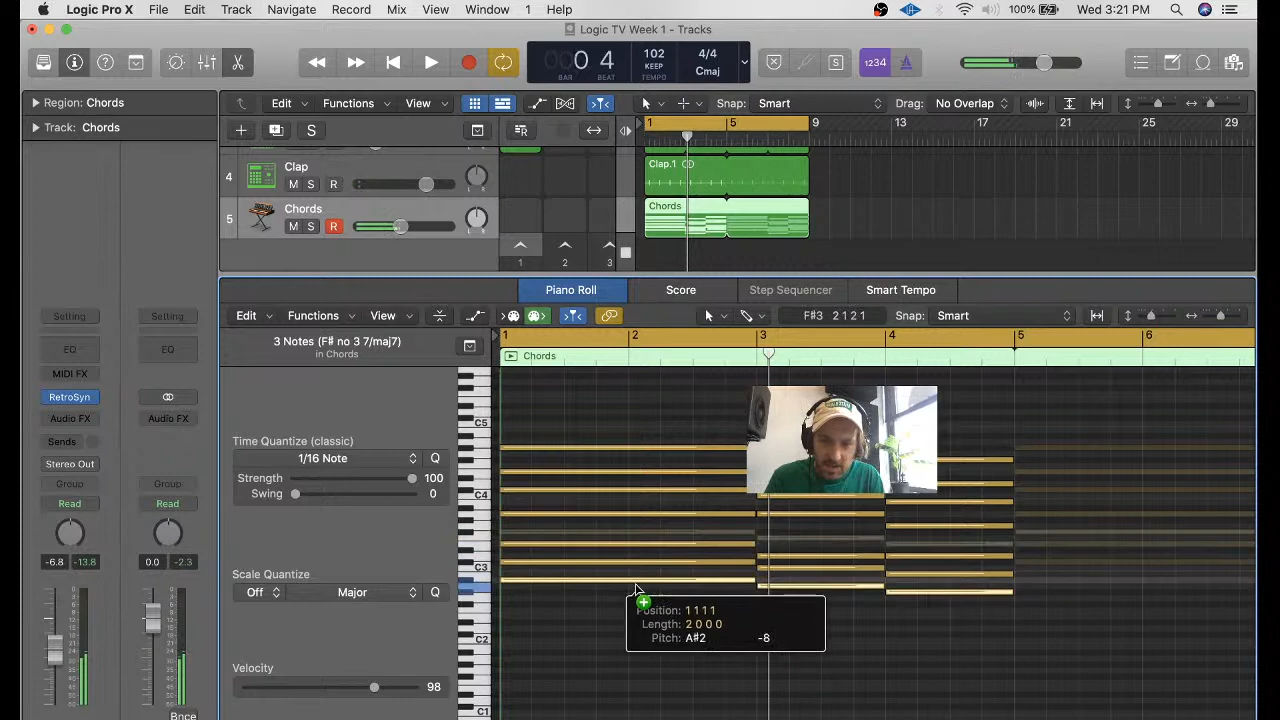 Logic Pro X File Edit Track Navigate Record Mix View Window 1 Help 100% Wed 3:21 PM
Logic TV Week 1 - Tracks
0 4 102 4/4
BAR BEAT KEEP TEMPO Cmaj
1234
S
Region: Chords
Edit Functions View Snap: Smart Drag: No Overlap
Track: Chords
S
1 5 9 13 17 21 25 29
4 Clap
M S R
Clap.1
5 Chords
M S R
Chords
1 2 3
Piano Roll Score Step Sequencer Smart Tempo
Edit Functions View F#3 2 1 2 1 Snap: Smart
3 Notes (F# no 3 7/maj7)
in Chords
1 2 3 4 5 6
Chords
Setting Setting
EQ EQ
MIDI FX
RetroSyn
Audio FX Audio FX
Sends
Stereo Out
Group Group
Read Read
-6.8 -13.8 0.0 -2.3
Bnce
Time Quantize (classic)
1/16 Note Q
Strength 100
Swing 0
Scale Quantize
Off Major Q
Velocity
98
C5
C4
C3
C2
C1
Position: 1 1 1 1
Length: 2 0 0 0
Pitch: A#2 -8